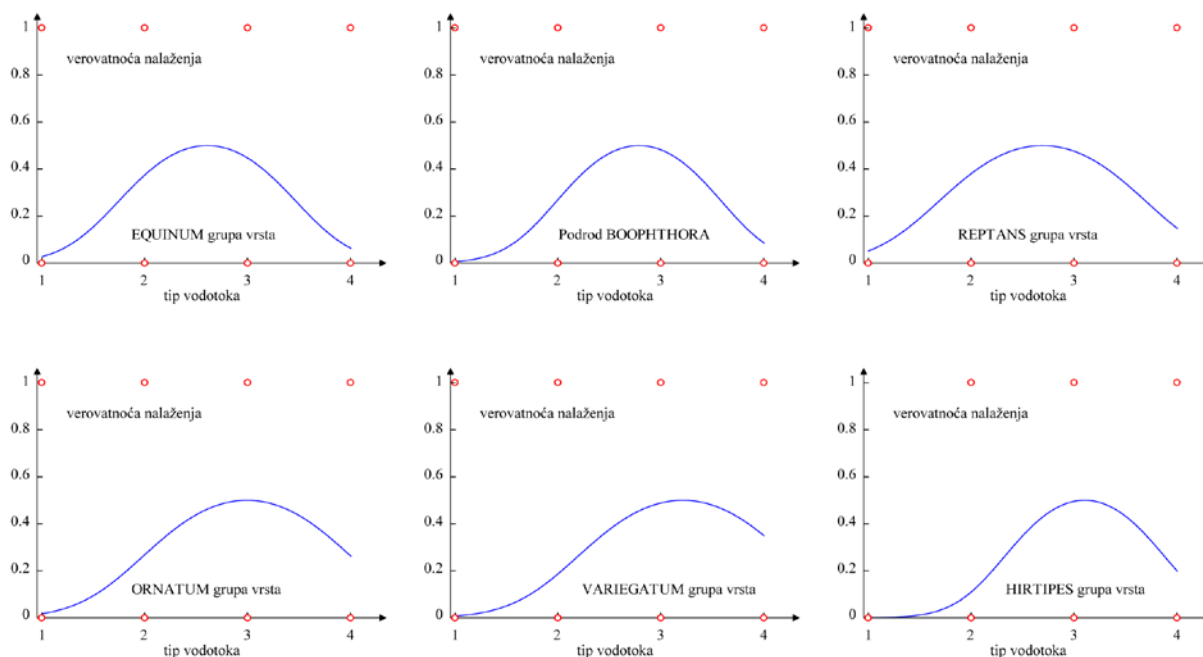 1
verovatnoća nalaženja
0.8
0.6
0.4
0.2
EQUINUM grupa vrsta
0
1 2 3 4
tip vodotoka
1
verovatnoća nalaženja
0.8
0.6
0.4
0.2
Podrod BOOPHTHORA
0
1 2 3 4
tip vodotoka
1
verovatnoća nalaženja
0.8
0.6
0.4
0.2
REPTANS grupa vrsta
0
1 2 3 4
tip vodotoka
1
verovatnoća nalaženja
0.8
0.6
0.4
0.2
ORNATUM grupa vrsta
0
1 2 3 4
tip vodotoka
1
verovatnoća nalaženja
0.8
0.6
0.4
0.2
VARIEGATUM grupa vrsta
0
1 2 3 4
tip vodotoka
1
verovatnoća nalaženja
0.8
0.6
0.4
0.2
HIRTIPES grupa vrsta
0
1 2 3 4
tip vodotoka